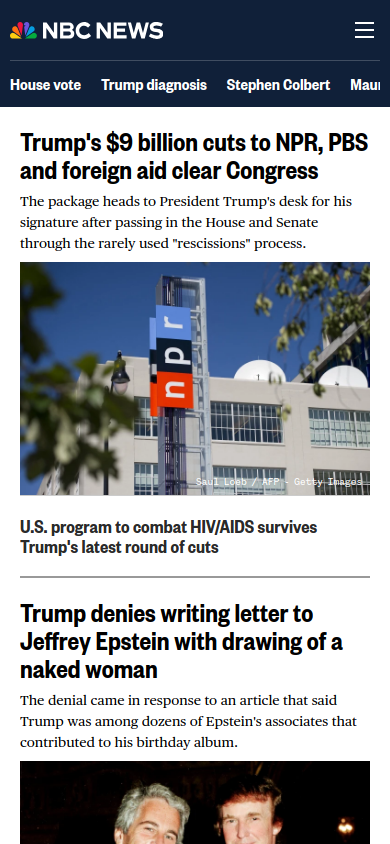 NBC NEWS
House vote Trump diagnosis Stephen Colbert
Trump's $9 billion cuts to NPR, PBS
and foreign aid clear Congress
The package heads to President Trump's desk for his
signature after passing in the House and Senate
through the rarely used "rescissions" process.
npr
Saul Loeb / AFP - Getty Images
U.S. program to combat HIV/AIDS survives
Trump's latest round of cuts
Trump denies writing letter to
Jeffrey Epstein with drawing of a
naked woman
The denial came in response to an article that said
Trump was among dozens of Epstein's associates that
contributed to his birthday album.